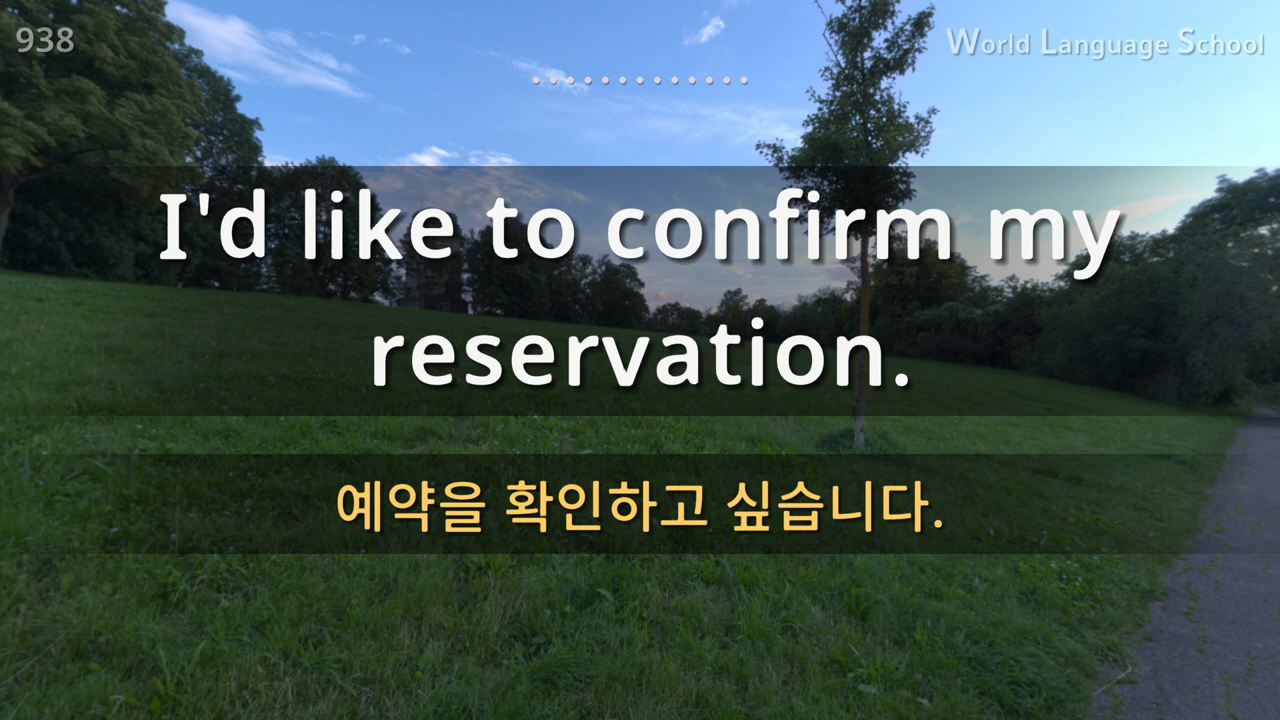 938
World Language School
I'd like to confirm my
reservation.
예약을 확인하고 싶습니다.